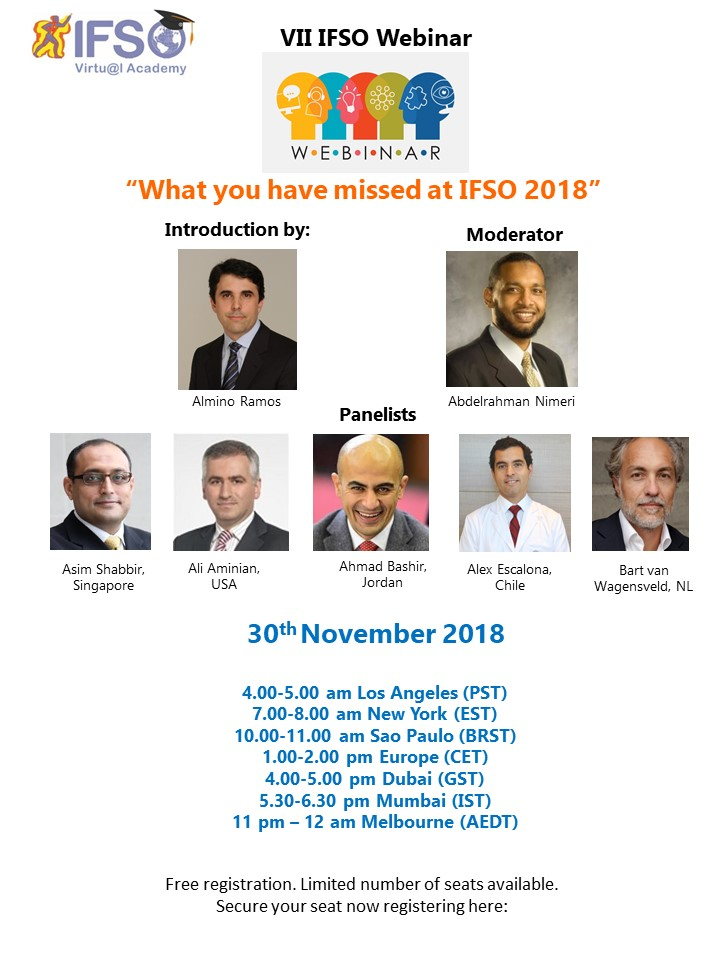 IFSO
Virtu@l Academy
VII IFSO Webinar
W•E•B•I•N•A•R
“What you have missed at IFSO 2018”
Introduction by:
Moderator
Almino Ramos
Abdelrahman Nimeri
Panelists
Asim Shabbir,
Singapore
Ali Aminian,
USA
Ahmad Bashir,
Jordan
Alex Escalona,
Chile
Bart van
Wagensveld, NL
30th November 2018
4.00-5.00 am Los Angeles (PST)
7.00-8.00 am New York (EST)
10.00-11.00 am Sao Paulo (BRST)
1.00-2.00 pm Europe (CET)
4.00-5.00 pm Dubai (GST)
5.30-6.30 pm Mumbai (IST)
11 pm – 12 am Melbourne (AEDT)
Free registration. Limited number of seats available.
Secure your seat now registering here: